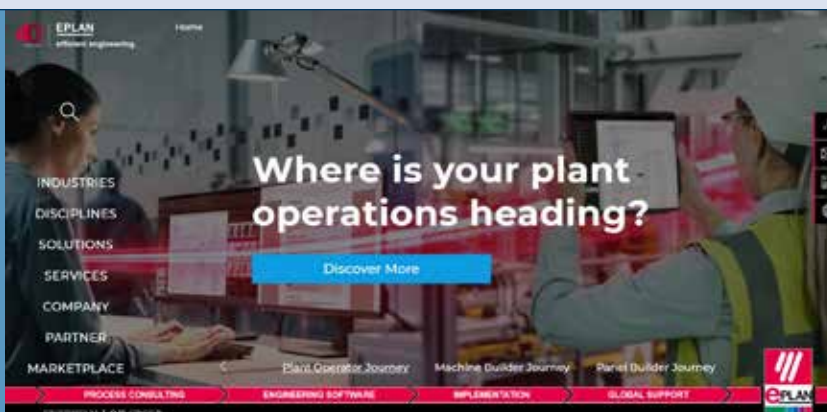 EPLAN
efficient engineering.
Home
INDUSTRIES
DISCIPLINES
SOLUTIONS
SERVICES
COMPANY
PARTNER
MARKETPLACE
Where is your plant
operations heading?
Discover More
Plant Operator Journey
Machine Builder Journey
Panel Builder Journey
PROCESS CONSULTING
ENGINEERING SOFTWARE
IMPLEMENTATION
GLOBAL SUPPORT
ePLAN